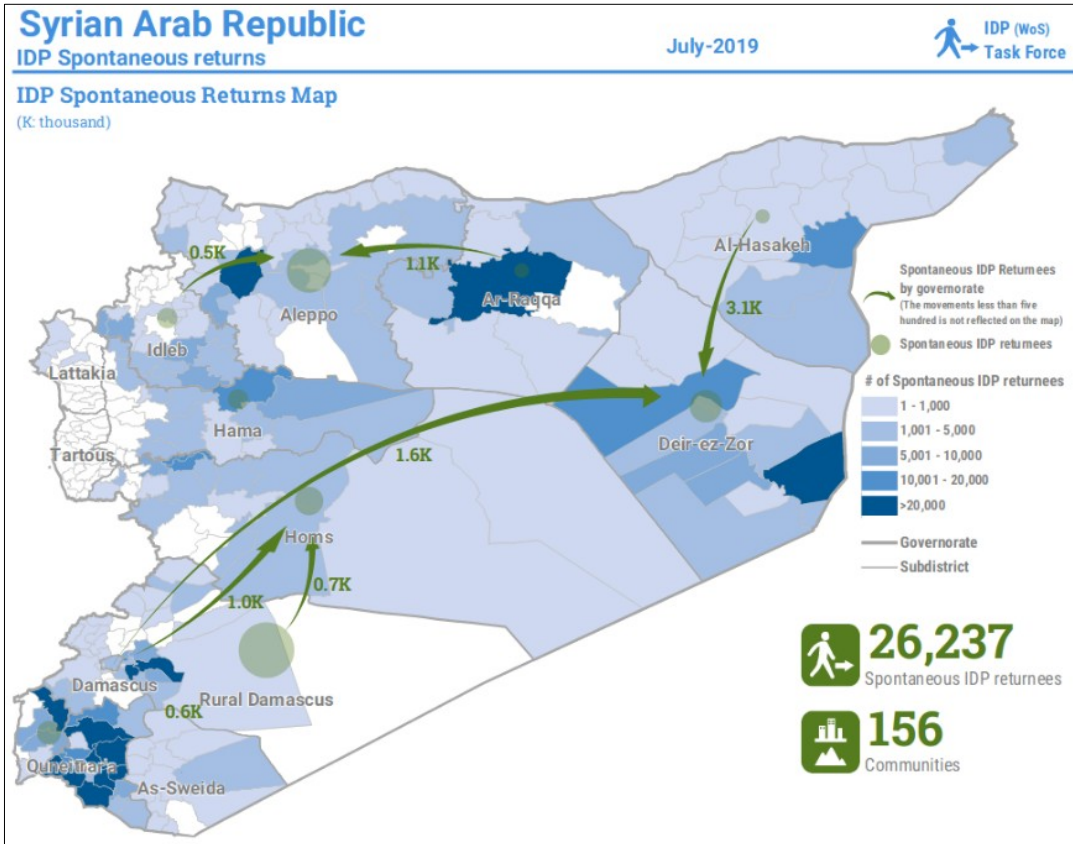 Syrian Arab Republic
IDP Spontaneous returns
July-2019
IDP (WoS)
Task Force
IDP Spontaneous Returns Map
(K: thousand)
Al-Hasakeh
0.5K
1.1K
Ar-Raqqa
Aleppo
3.1K
Idleb
Lattakia
Hama
Tartous
1.6K
Deir-ez-Zor
Homs
0.7K
1.0K
Damascus
Rural Damascus
0.6K
As-Sweida
Spontaneous IDP Returnees
by governorate
(The movements less than five
hundred is not reflected on the map)
Spontaneous IDP returnees
# of Spontaneous IDP returnees
1 - 1,000
1,001 - 5,000
5,001 - 10,000
10,001 - 20,000
>20,000
Governorate
Subdistrict
26,237
Spontaneous IDP returnees
156
Communities